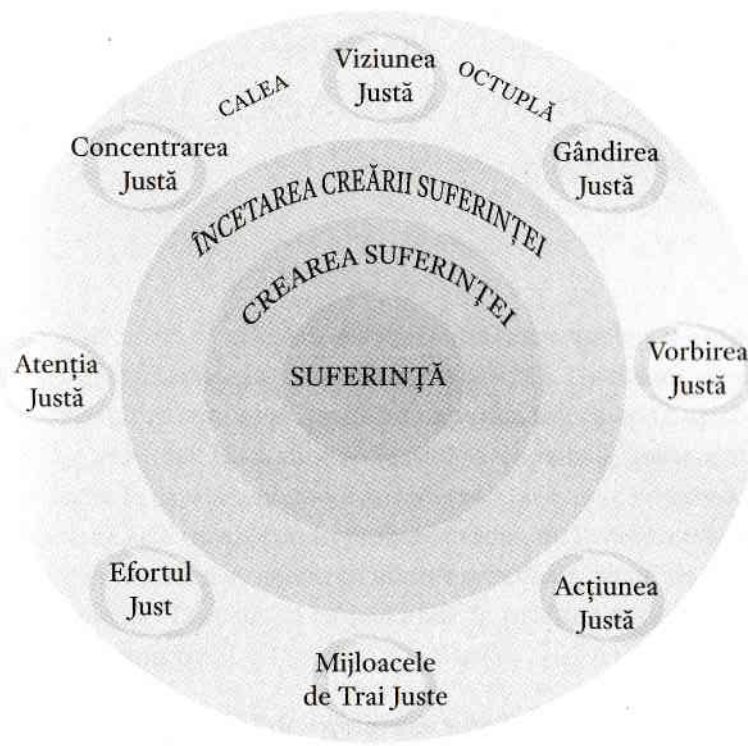 Viziunea
Justă
CALEA
OCTUPLĂ
Concentrarea
Justă
Gândirea
Justă
ÎNCETAREA CREĂRII SUFERINȚEI
CREAREA SUFERINȚEI
SUFERINȚĂ
Atenția
Justă
Vorbirea
Justă
Efortul
Just
Acțiunea
Justă
Mijloacele
de Trai Juste